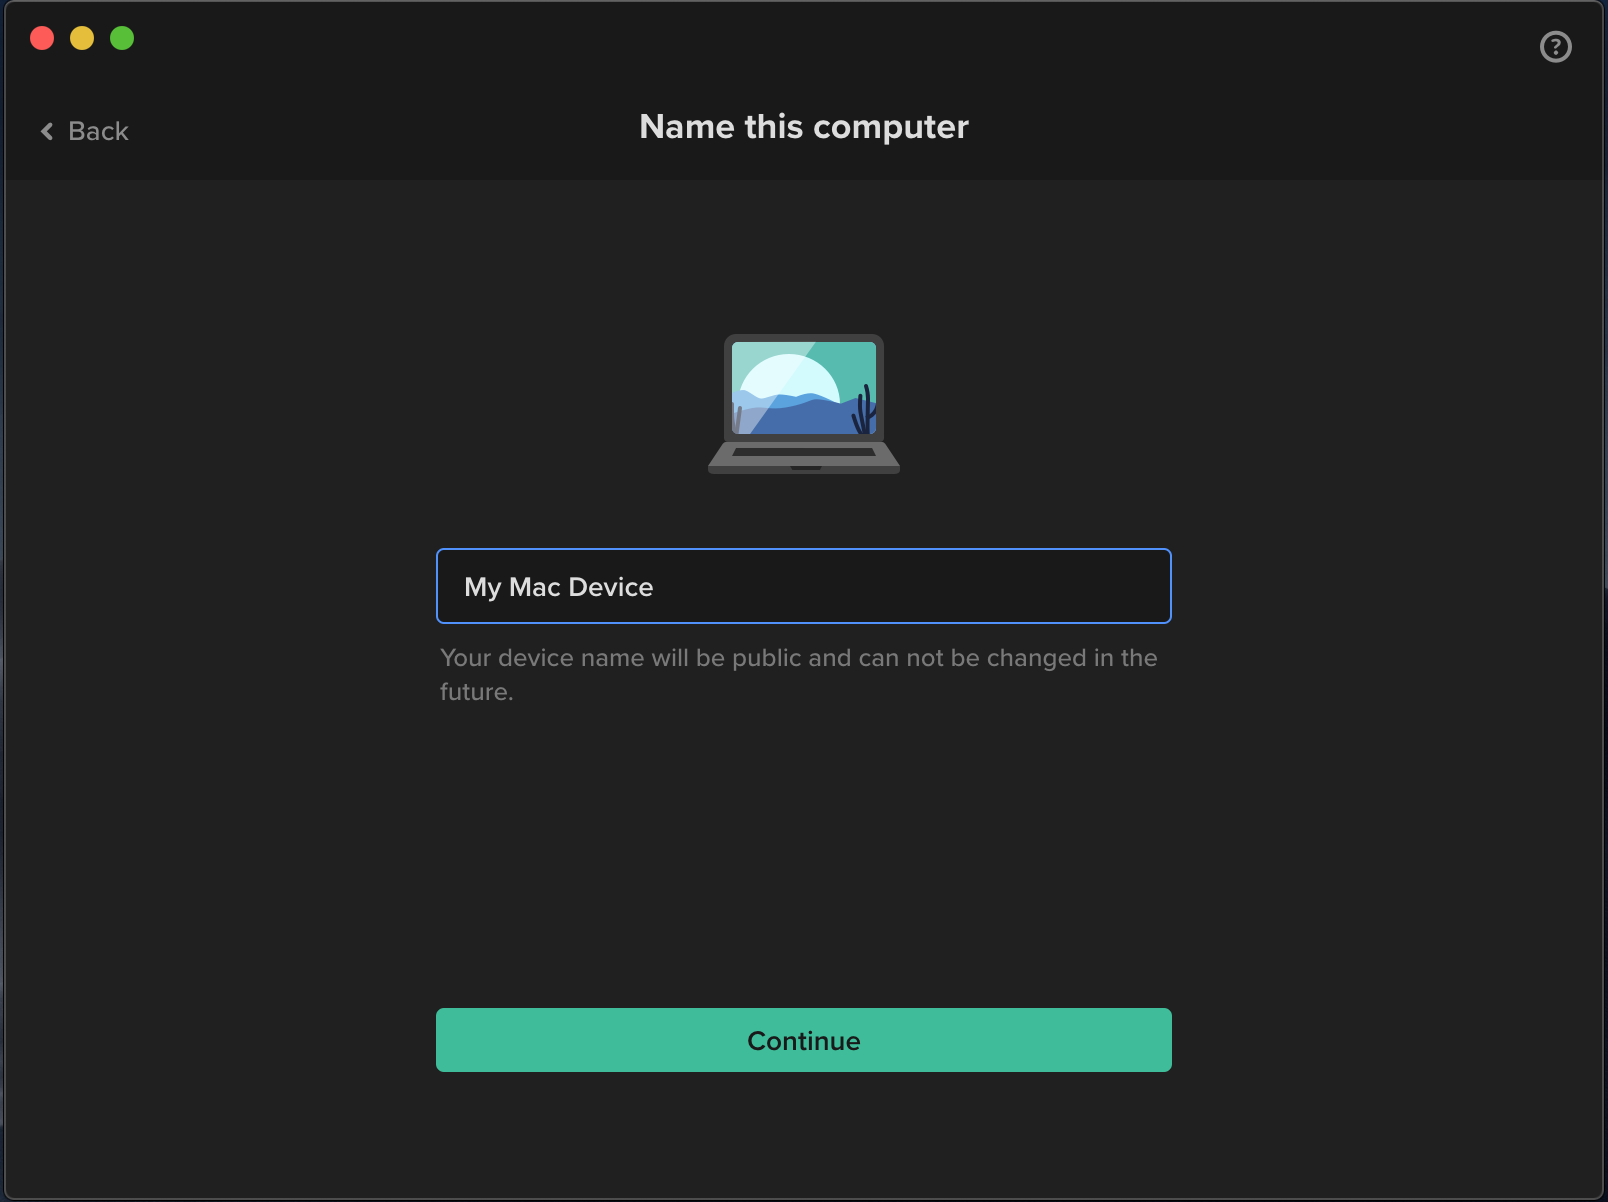 Back
Name this computer
My Mac Device
Your device name will be public and can not be changed in the
future.
Continue